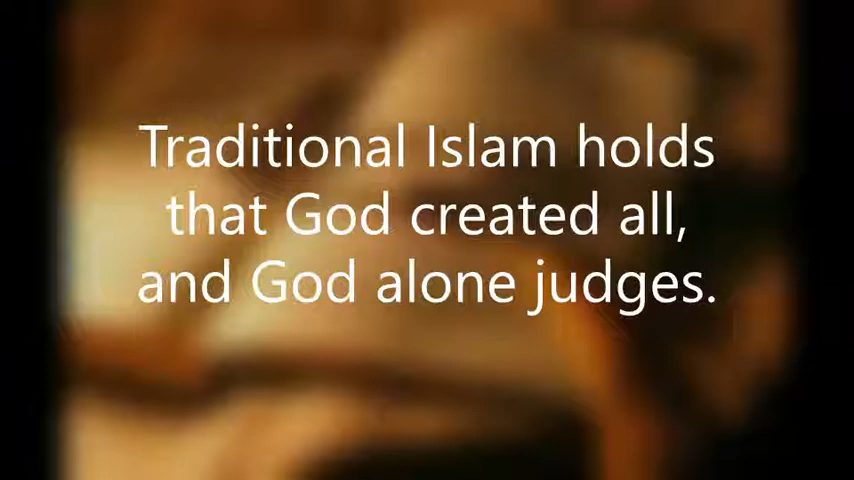 Traditional Islam holds
that God created all,
and God alone judges.